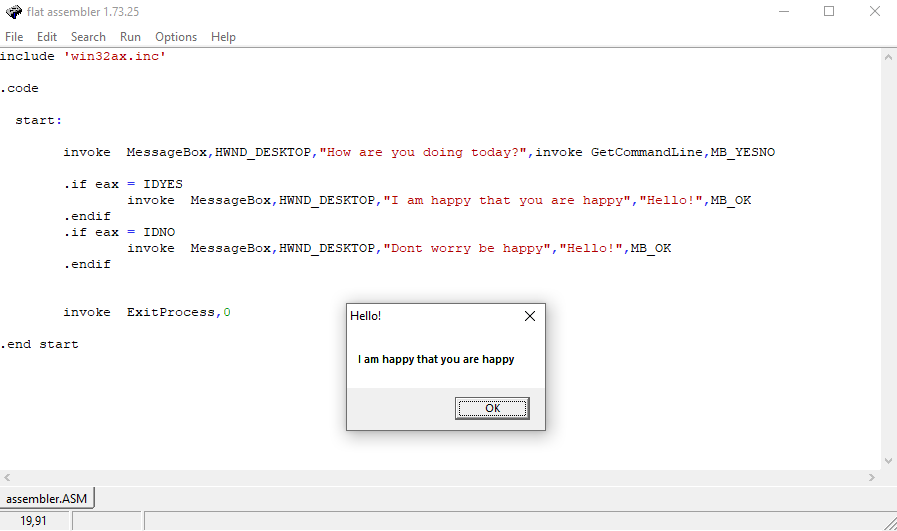 flat assembler 1.73.25
File Edit Search Run Options Help
include 'win32ax.inc'
.code
start:
invoke MessageBox,HWND_DESKTOP,"How are you doing today?",invoke GetCommandLine,MB_YESNO
.if eax = IDYES
invoke MessageBox,HWND_DESKTOP,"I am happy that you are happy","Hello!",MB_OK
.endif
.if eax = IDNO
invoke MessageBox,HWND_DESKTOP,"Dont worry be happy","Hello!",MB_OK
.endif
invoke ExitProcess,0
.end start
Hello!
I am happy that you are happy
OK
assembler.ASM
19,91